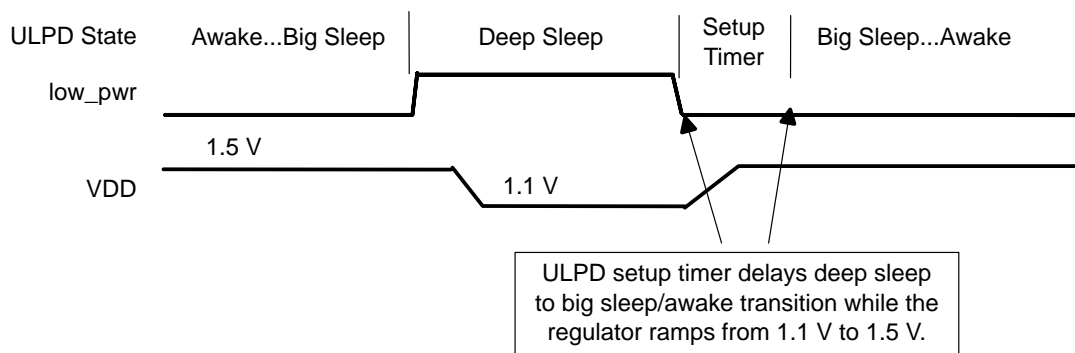 ULPD State
Awake...Big Sleep
Deep Sleep
Setup
Timer
Big Sleep...Awake
low_pwr
1.5 V
VDD
1.1 V
ULPD setup timer delays deep sleep
to big sleep/awake transition while the
regulator ramps from 1.1 V to 1.5 V.